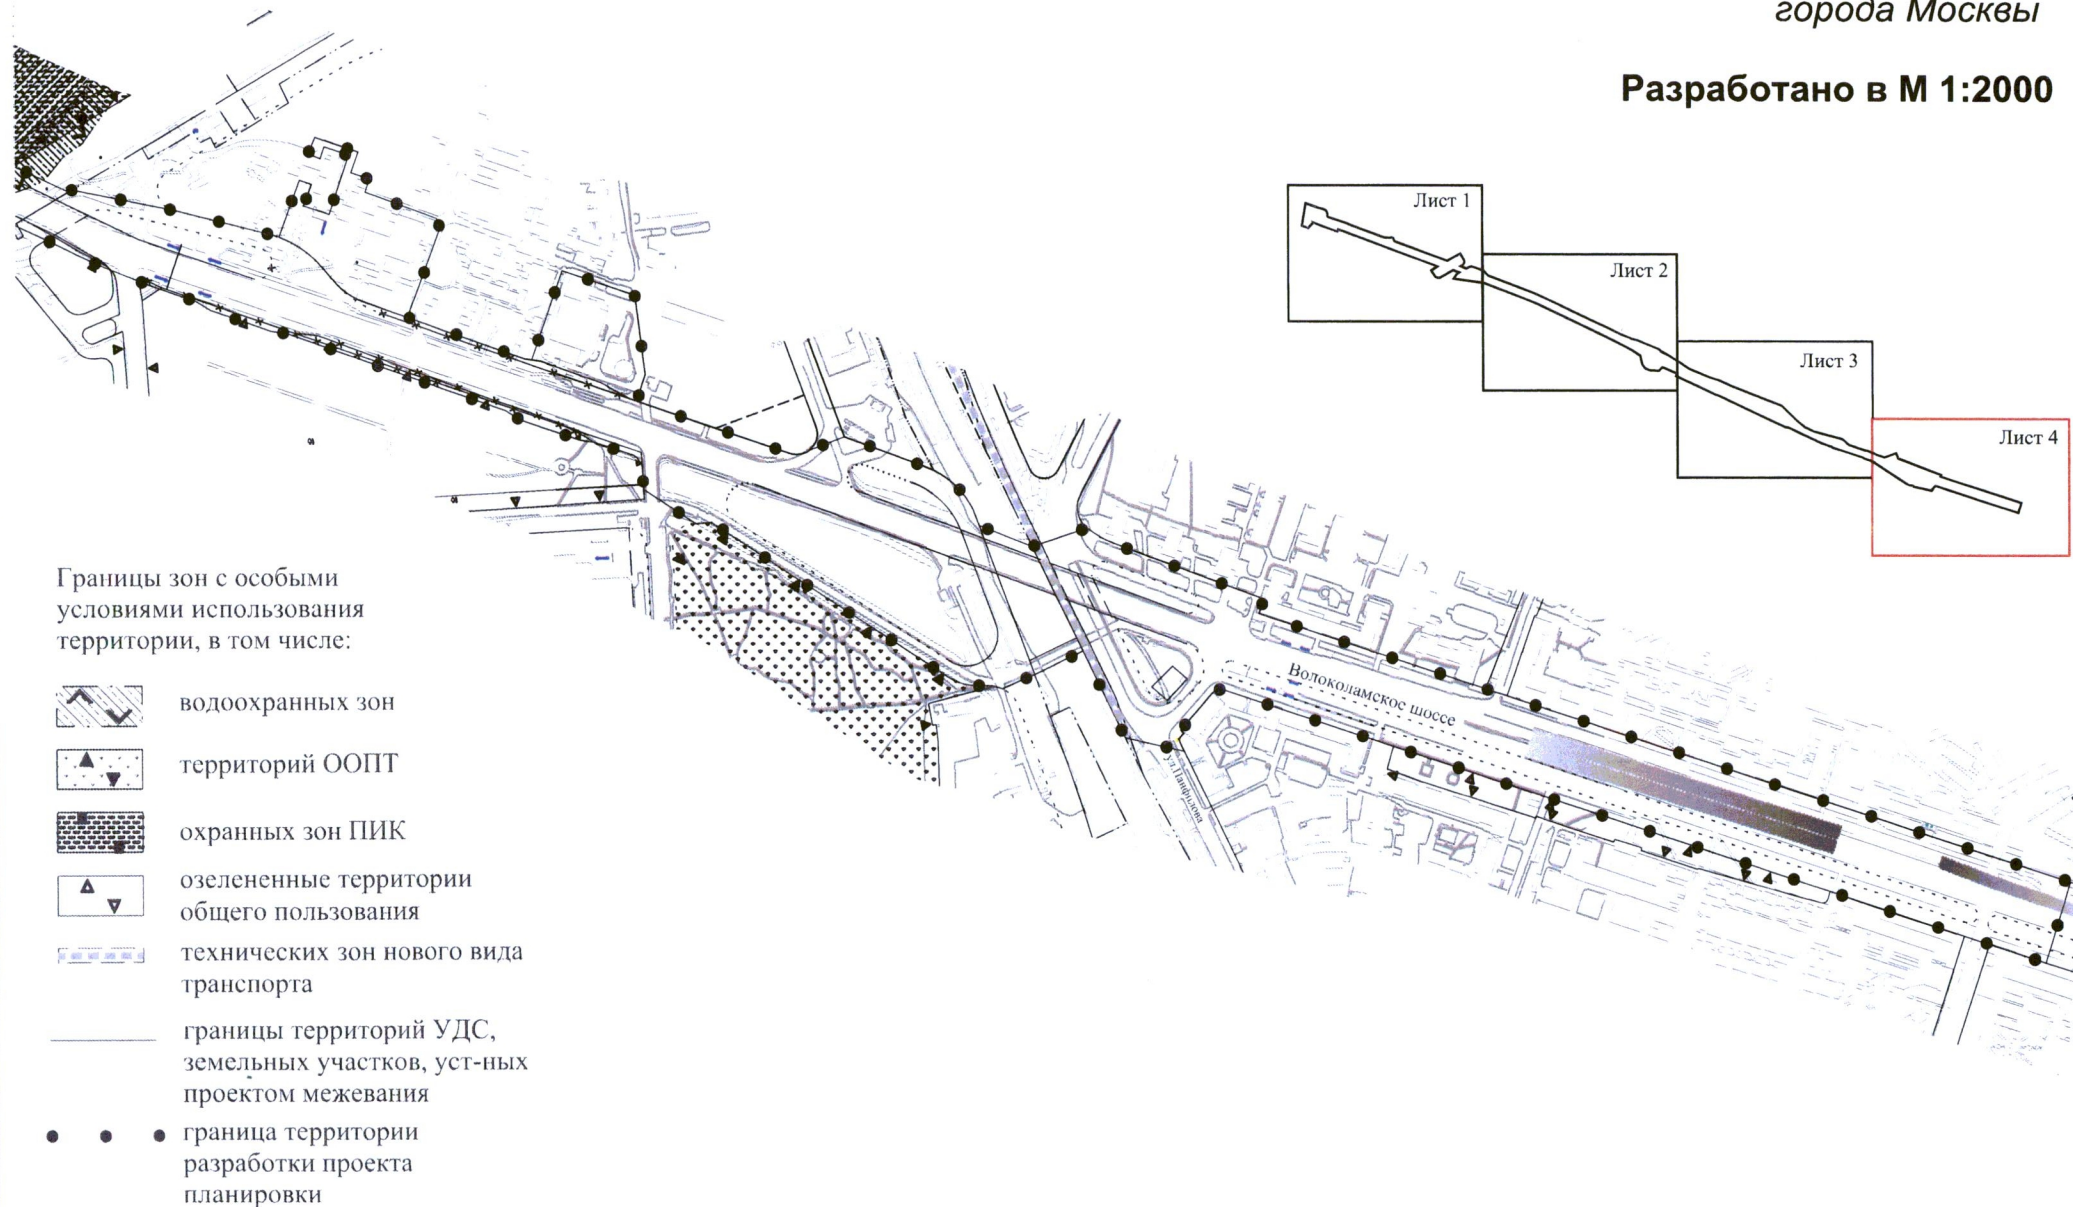 города Москвы
Разработано в М 1:2000
Лист 1
Лист 2
Лист 3
Лист 4
Волоколамское шоссе
ул.Панфилова
Границы зон с особыми
условиями использования
территории, в том числе:
водоохранных зон
территорий ООПТ
охранных зон ПИК
озелененные территории
общего пользования
технических зон нового вида
транспорта
границы территорий УДС,
земельных участков, уст-ных
проектом межевания
граница территории
разработки проекта
планировки